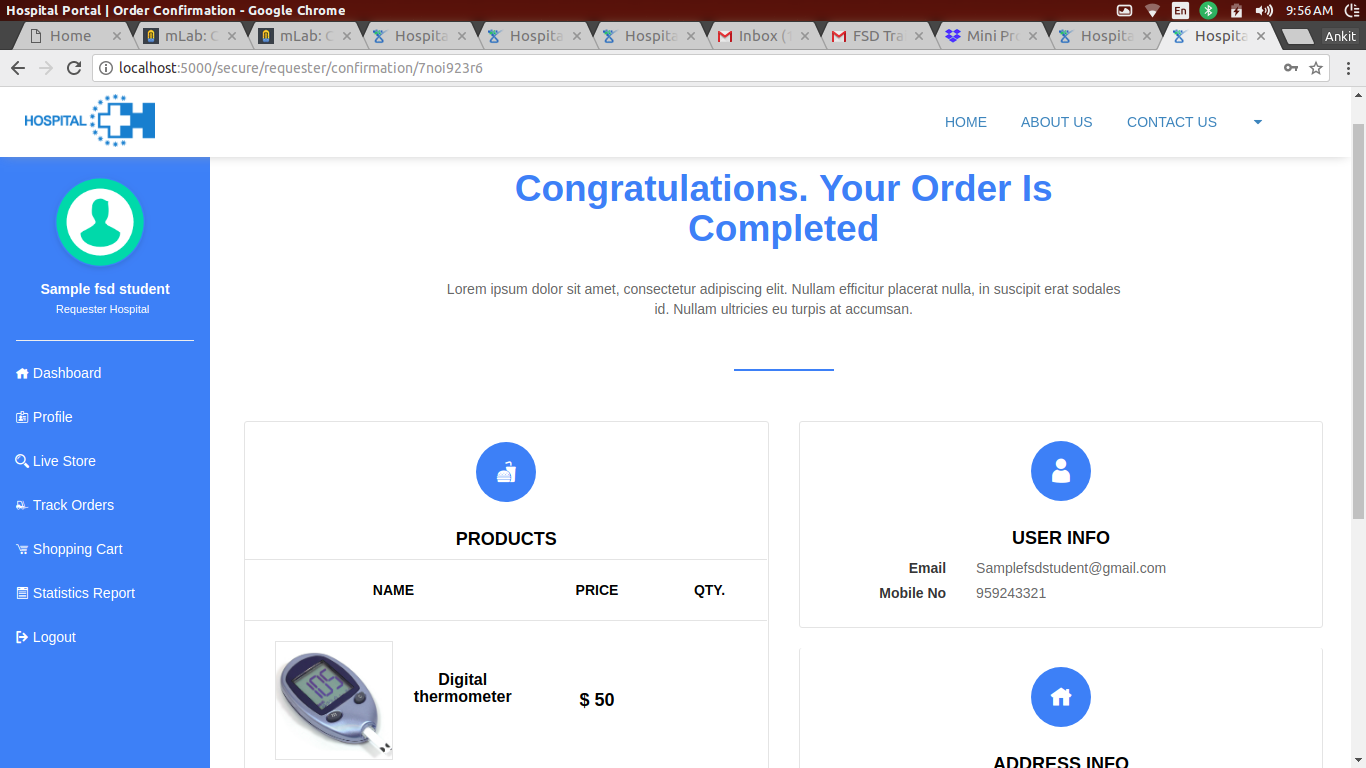 Hospital Portal | Order Confirmation - Google Chrome
En
9:56 AM
Home
mLab:
mLab:
Hospita
Hospita
Hospita
Inbox (1
FSD Tra
Mini Pr
Hospita
Hospita
Ankit
localhost:5000/secure/requester/confirmation/7noi923r6
HOSPITAL
HOME
ABOUT US
CONTACT US
Sample fsd student
Requester Hospital
Dashboard
Profile
Live Store
Track Orders
Shopping Cart
Statistics Report
Logout
Congratulations. Your Order Is
Completed
Lorem ipsum dolor sit amet, consectetur adipiscing elit. Nullam efficitur placerat nulla, in suscipit erat sodales
id. Nullam ultricies eu turpis at accumsan.
PRODUCTS
NAME PRICE QTY.
105
Digital
thermometer
$ 50
USER INFO
Email Samplefsdstudent@gmail.com
Mobile No 959243321
ADDRESS INFO